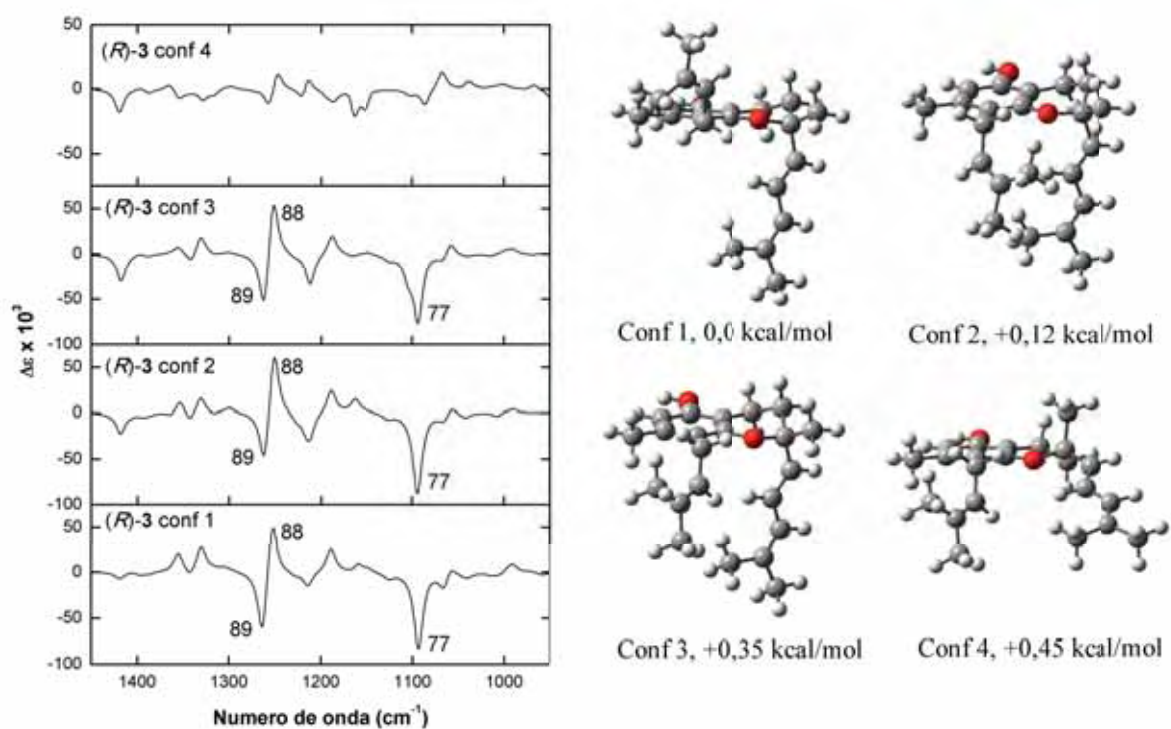 50
0
-50
(R)-3 conf 4
50
0
-50
-100
(R)-3 conf 3
88
89
77
50
0
-50
-100
(R)-3 conf 2
88
89
77
50
0
-50
-100
(R)-3 conf 1
88
89
77
Δε x 10³
1400 1300 1200 1100 1000
Numero de onda (cm⁻¹)
Conf 1, 0,0 kcal/mol
Conf 2, +0,12 kcal/mol
Conf 3, +0,35 kcal/mol
Conf 4, +0,45 kcal/mol